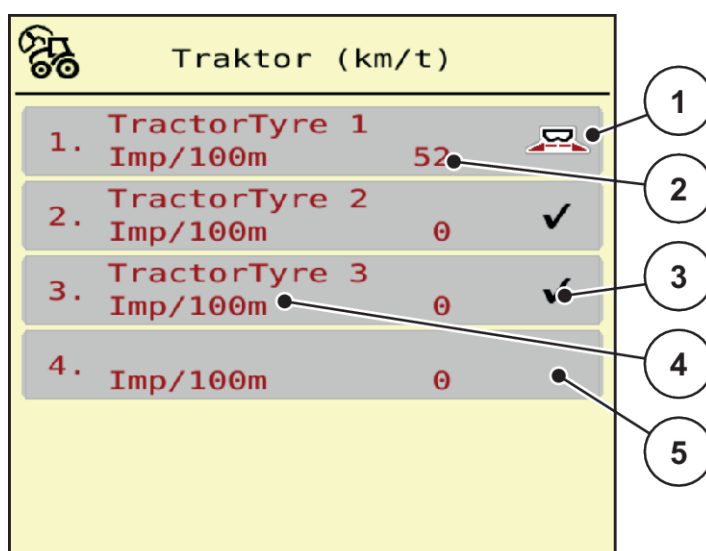 Traktor (km/t)
1. TractorTyre 1
Imp/100m 52
2. TractorTyre 2
Imp/100m 0
3. TractorTyre 3
Imp/100m 0
4.
Imp/100m 0
1
2
3
4
5